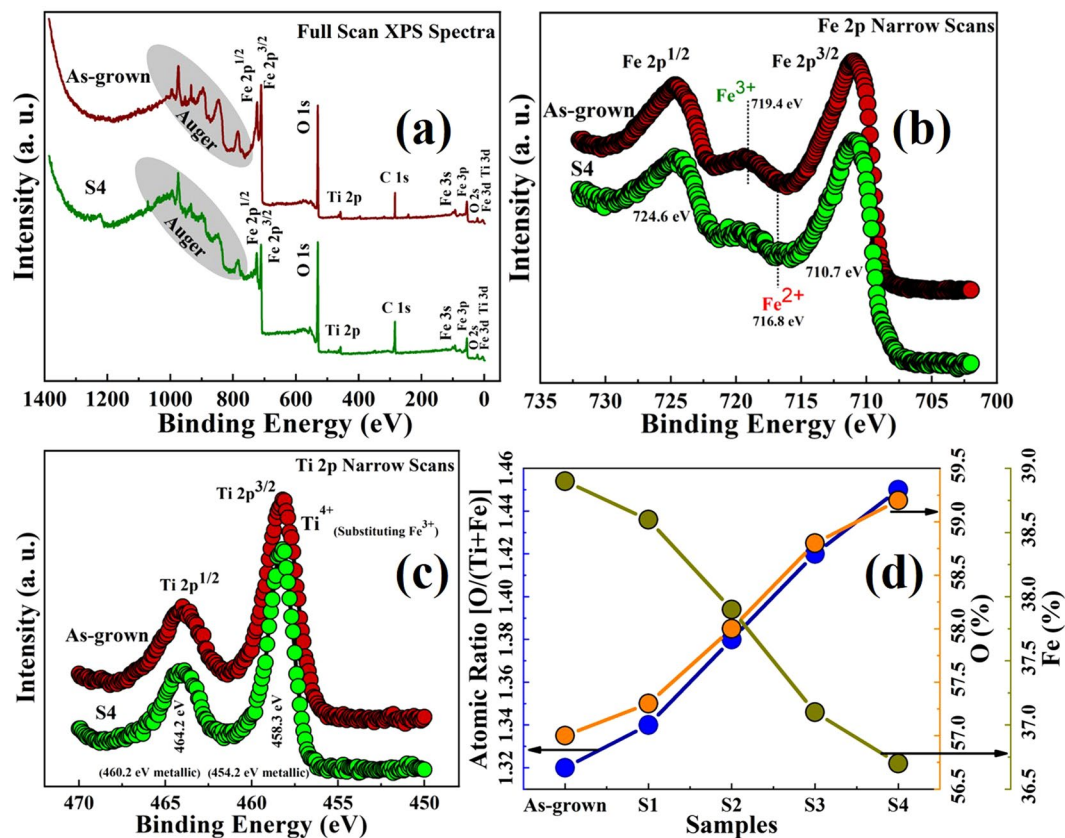 (a)
Full Scan XPS Spectra
As-grown
Auger
Fe 2p1/2
Fe 2p3/2
O 1s
Ti 2p
C 1s
Fe 3s
Fe 3p
O 2s
Fe 3d Ti 3d
S4
Auger
Fe 2p1/2
Fe 2p3/2
O 1s
Ti 2p
C 1s
Fe 3s
Fe 3p
O 2s
Fe 3d Ti 3d
Intensity (a. u.)
1400 1200 1000 800 600 400 200 0
Binding Energy (eV)
(b)
Fe 2p Narrow Scans
Fe 2p1/2
Fe 2p3/2
Fe3+
719.4 eV
As-grown
S4
724.6 eV
710.7 eV
Fe2+
716.8 eV
Intensity (a. u.)
735 730 725 720 715 710 705 700
Binding Energy (eV)
(c)
Ti 2p Narrow Scans
Ti 2p3/2
Ti4+
(Substituting Fe3+)
Ti 2p1/2
As-grown
S4
464.2 eV
458.3 eV
(460.2 eV metallic) (454.2 eV metallic)
Intensity (a. u.)
470 465 460 455 450
Binding Energy (eV)
(d)
Atomic Ratio [O/(Ti+Fe)]
1.46
1.44
1.42
1.40
1.38
1.36
1.34
1.32
59.5
59.0
58.5
58.0
57.5
57.0
56.5
O (%)
39.0
38.5
38.0
37.5
37.0
36.5
Fe (%)
As-grown S1 S2 S3 S4
Samples